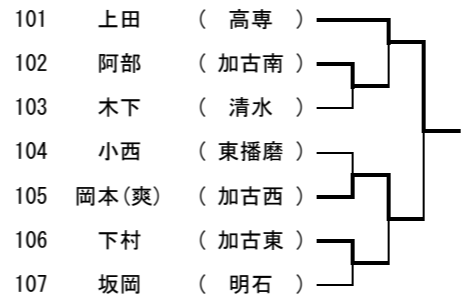 101 上田 ( 高専 )
102 阿部 ( 加古南 )
103 木下 ( 清水 )
104 小西 ( 東播磨 )
105 岡本(爽) ( 加古西 )
106 下村 ( 加古東 )
107 坂岡 ( 明石 )